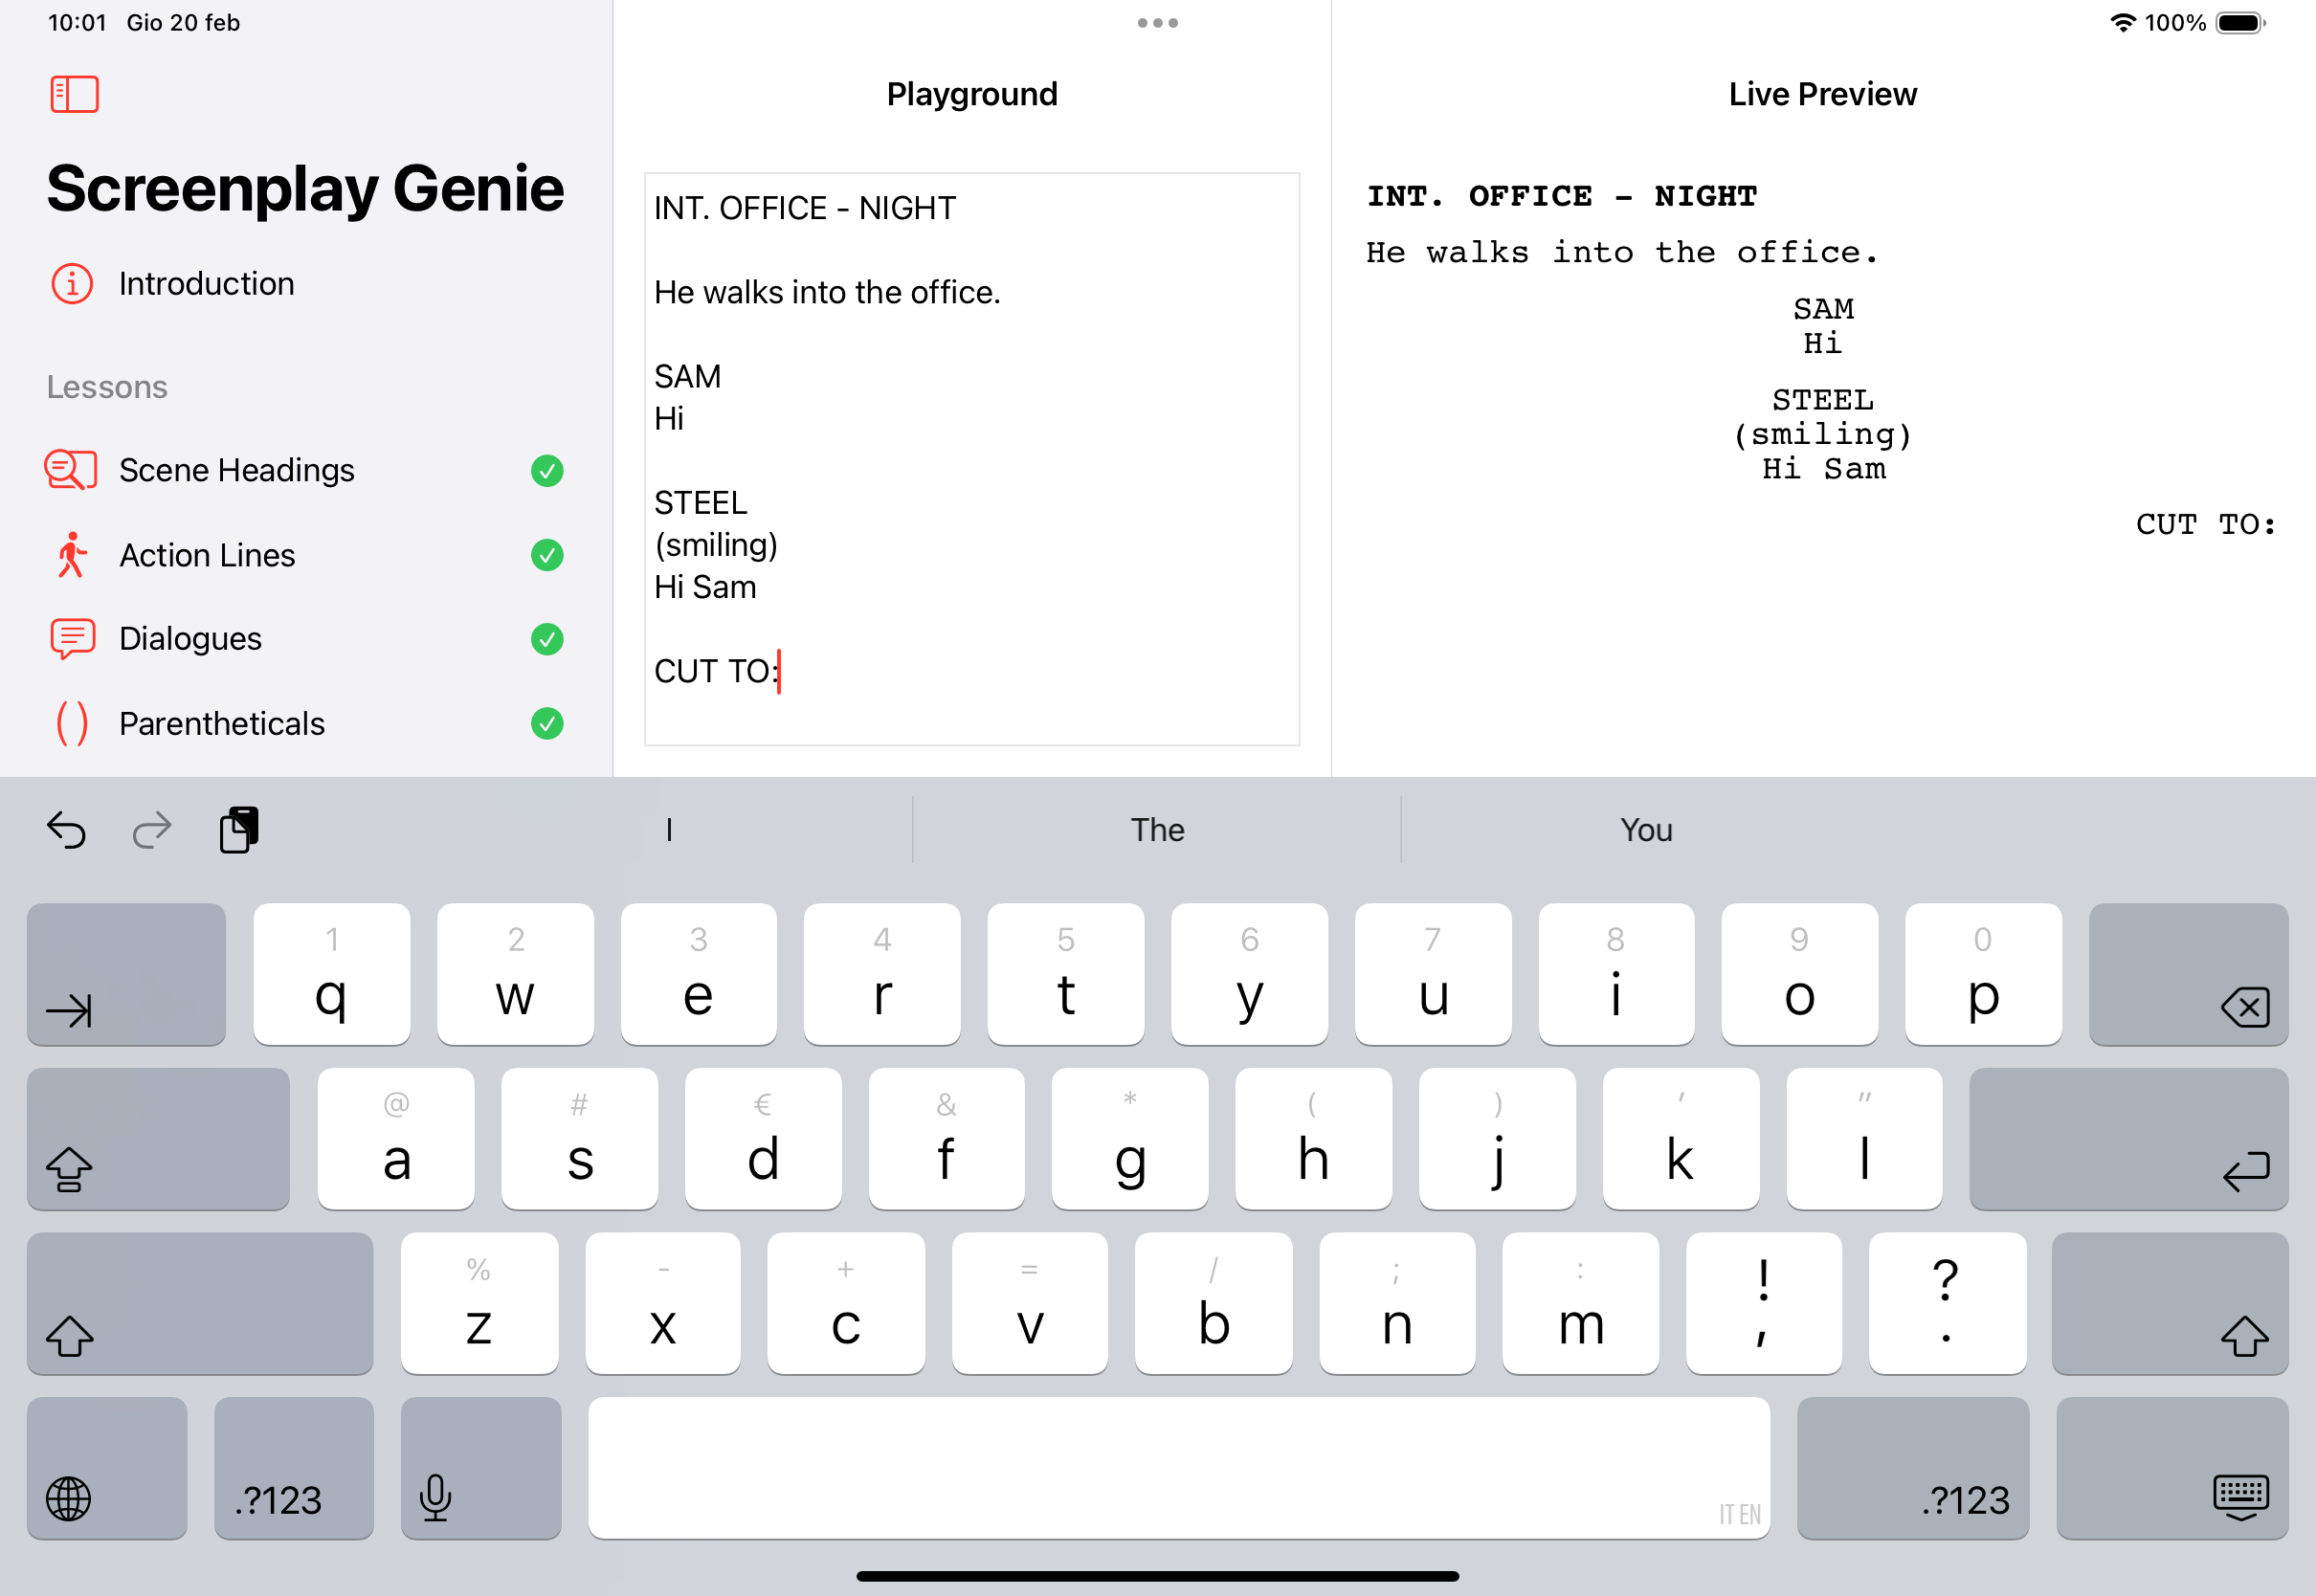 10:01 Gio 20 feb
100%
Screenplay Genie
Introduction
Lessons
Scene Headings
Action Lines
Dialogues
Parentheticals
Playground
INT. OFFICE - NIGHT
He walks into the office.
SAM
Hi
STEEL
(smiling)
Hi Sam
CUT TO:
Live Preview
INT. OFFICE - NIGHT
He walks into the office.
SAM
Hi
STEEL
(smiling)
Hi Sam
CUT TO:
I The You
1 2 3 4 5 6 7 8 9 0
q w e r t y u i o p
@ # € & * ( ) ' "
a s d f g h j k l
% - + = / ; : ! ?
z x c v b n m , .
.?123 IT EN .?123